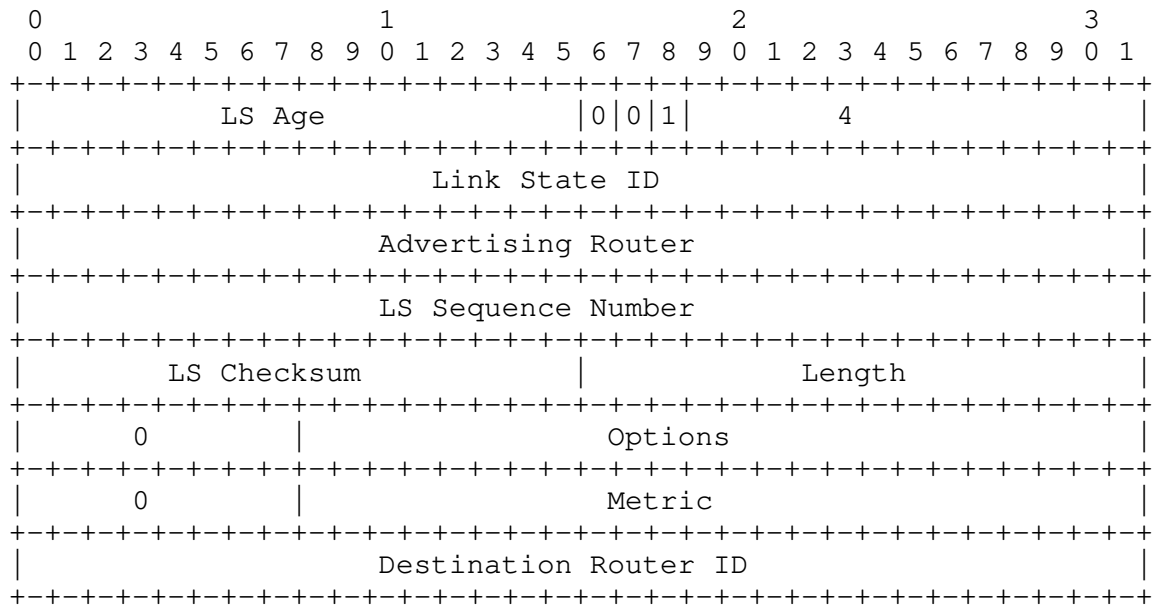 0                   1                   2                   3
 0 1 2 3 4 5 6 7 8 9 0 1 2 3 4 5 6 7 8 9 0 1 2 3 4 5 6 7 8 9 0 1
+-+-+-+-+-+-+-+-+-+-+-+-+-+-+-+-+-+-+-+-+-+-+-+-+-+-+-+-+-+-+-+-+
|           LS Age              |0|0|1|        4                |
+-+-+-+-+-+-+-+-+-+-+-+-+-+-+-+-+-+-+-+-+-+-+-+-+-+-+-+-+-+-+-+-+
|                       Link State ID                           |
+-+-+-+-+-+-+-+-+-+-+-+-+-+-+-+-+-+-+-+-+-+-+-+-+-+-+-+-+-+-+-+-+
|                    Advertising Router                         |
+-+-+-+-+-+-+-+-+-+-+-+-+-+-+-+-+-+-+-+-+-+-+-+-+-+-+-+-+-+-+-+-+
|                    LS Sequence Number                         |
+-+-+-+-+-+-+-+-+-+-+-+-+-+-+-+-+-+-+-+-+-+-+-+-+-+-+-+-+-+-+-+-+
|        LS Checksum            |            Length             |
+-+-+-+-+-+-+-+-+-+-+-+-+-+-+-+-+-+-+-+-+-+-+-+-+-+-+-+-+-+-+-+-+
|      0        |                 Options                       |
+-+-+-+-+-+-+-+-+-+-+-+-+-+-+-+-+-+-+-+-+-+-+-+-+-+-+-+-+-+-+-+-+
|      0        |                 Metric                        |
+-+-+-+-+-+-+-+-+-+-+-+-+-+-+-+-+-+-+-+-+-+-+-+-+-+-+-+-+-+-+-+-+
|                    Destination Router ID                      |
+-+-+-+-+-+-+-+-+-+-+-+-+-+-+-+-+-+-+-+-+-+-+-+-+-+-+-+-+-+-+-+-+